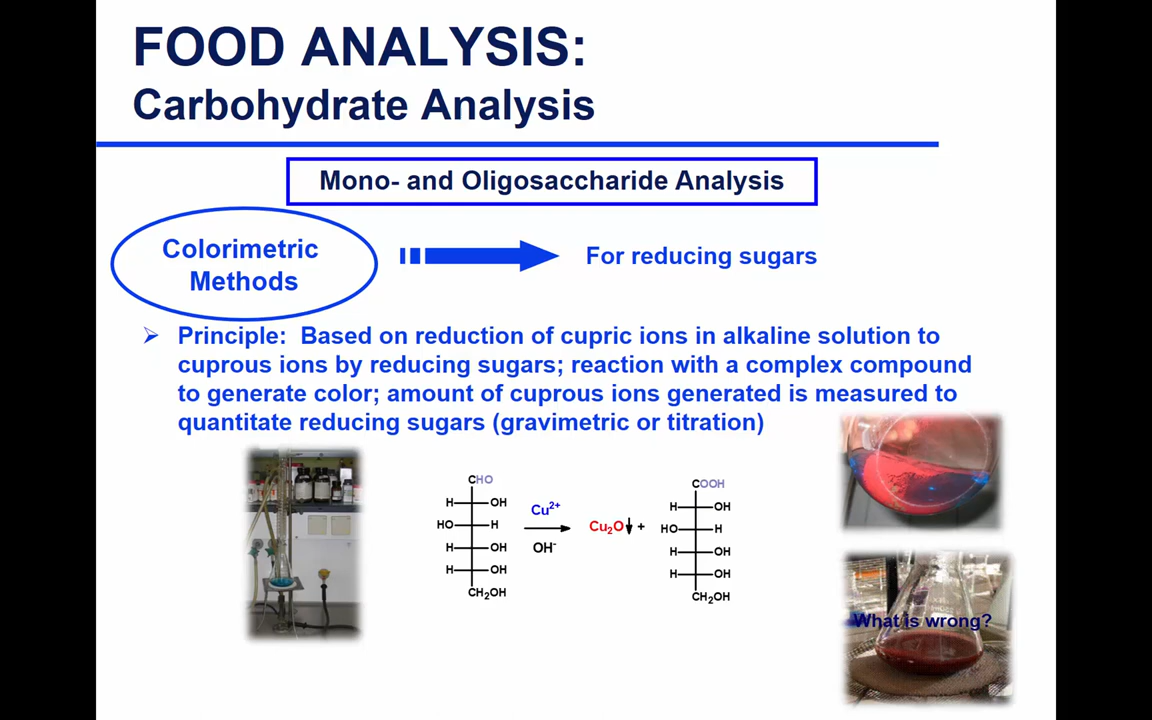 FOOD ANALYSIS:
Carbohydrate Analysis
Mono- and Oligosaccharide Analysis
Colorimetric
Methods
For reducing sugars
➢ Principle: Based on reduction of cupric ions in alkaline solution to
cuprous ions by reducing sugars; reaction with a complex compound
to generate color; amount of cuprous ions generated is measured to
quantitate reducing sugars (gravimetric or titration)
CHO
H OH
HO H
H OH
H OH
CH₂OH
Cu²⁺
OH⁻
Cu₂O↓ +
COOH
H OH
HO H
H OH
H OH
CH₂OH
What is wrong?